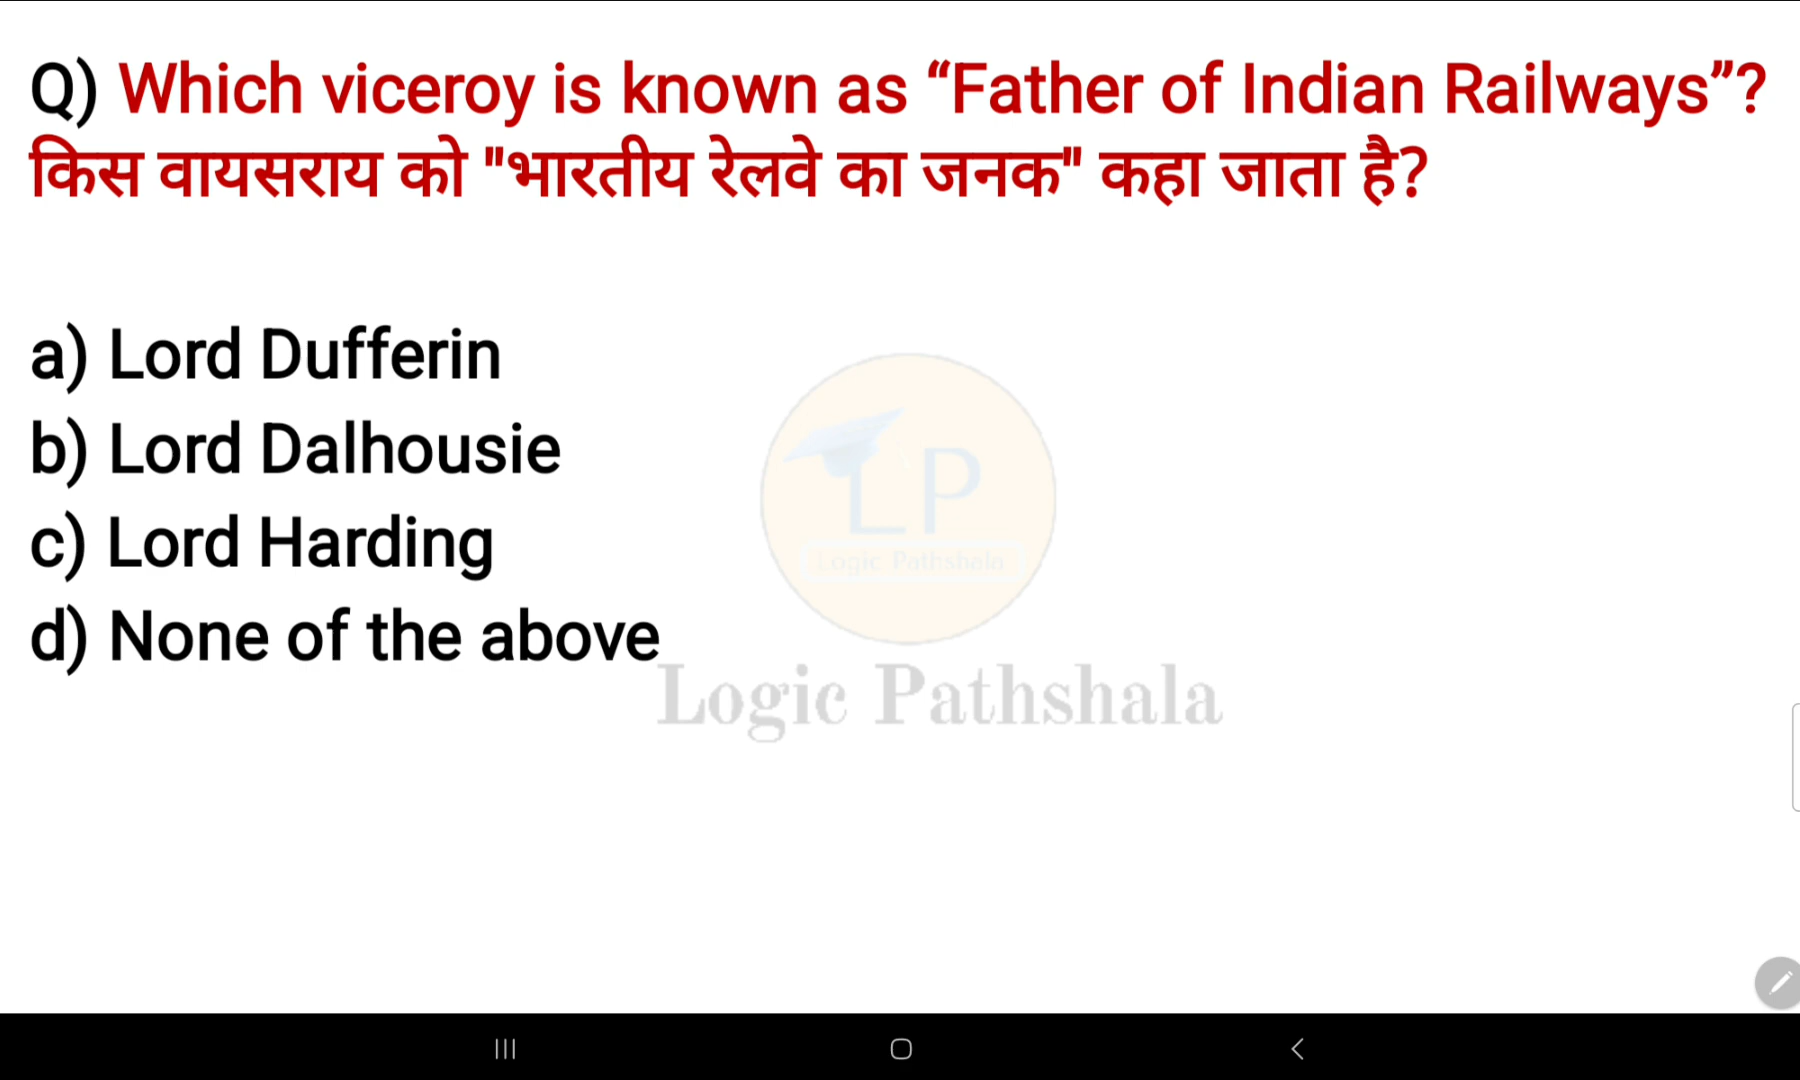 Q) Which viceroy is known as “Father of Indian Railways”?
किस वायसराय को "भारतीय रेलवे का जनक" कहा जाता है?
a) Lord Dufferin
b) Lord Dalhousie
c) Lord Harding
d) None of the above
LP
Logic Pathshala
Logic Pathshala